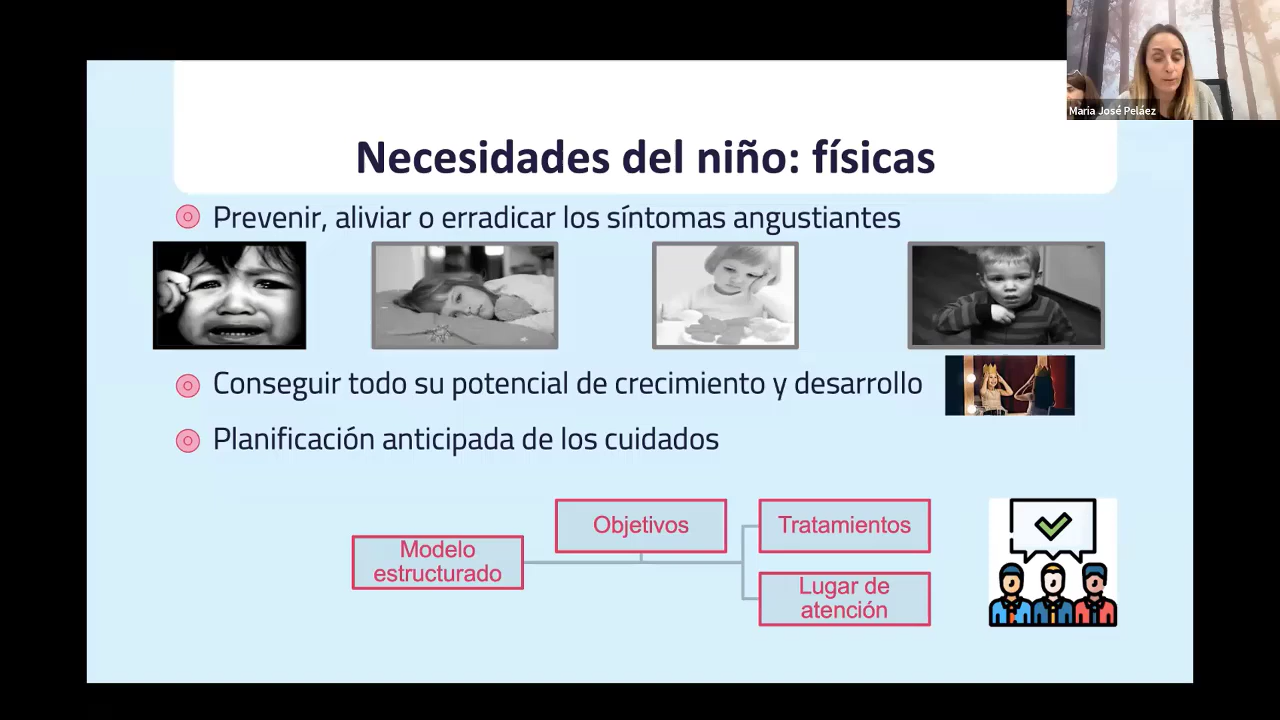 Maria José Peláez
Necesidades del niño: físicas
Prevenir, aliviar o erradicar los síntomas angustiantes
Conseguir todo su potencial de crecimiento y desarrollo
Planificación anticipada de los cuidados
Modelo
estructurado
Objetivos
Tratamientos
Lugar de
atención